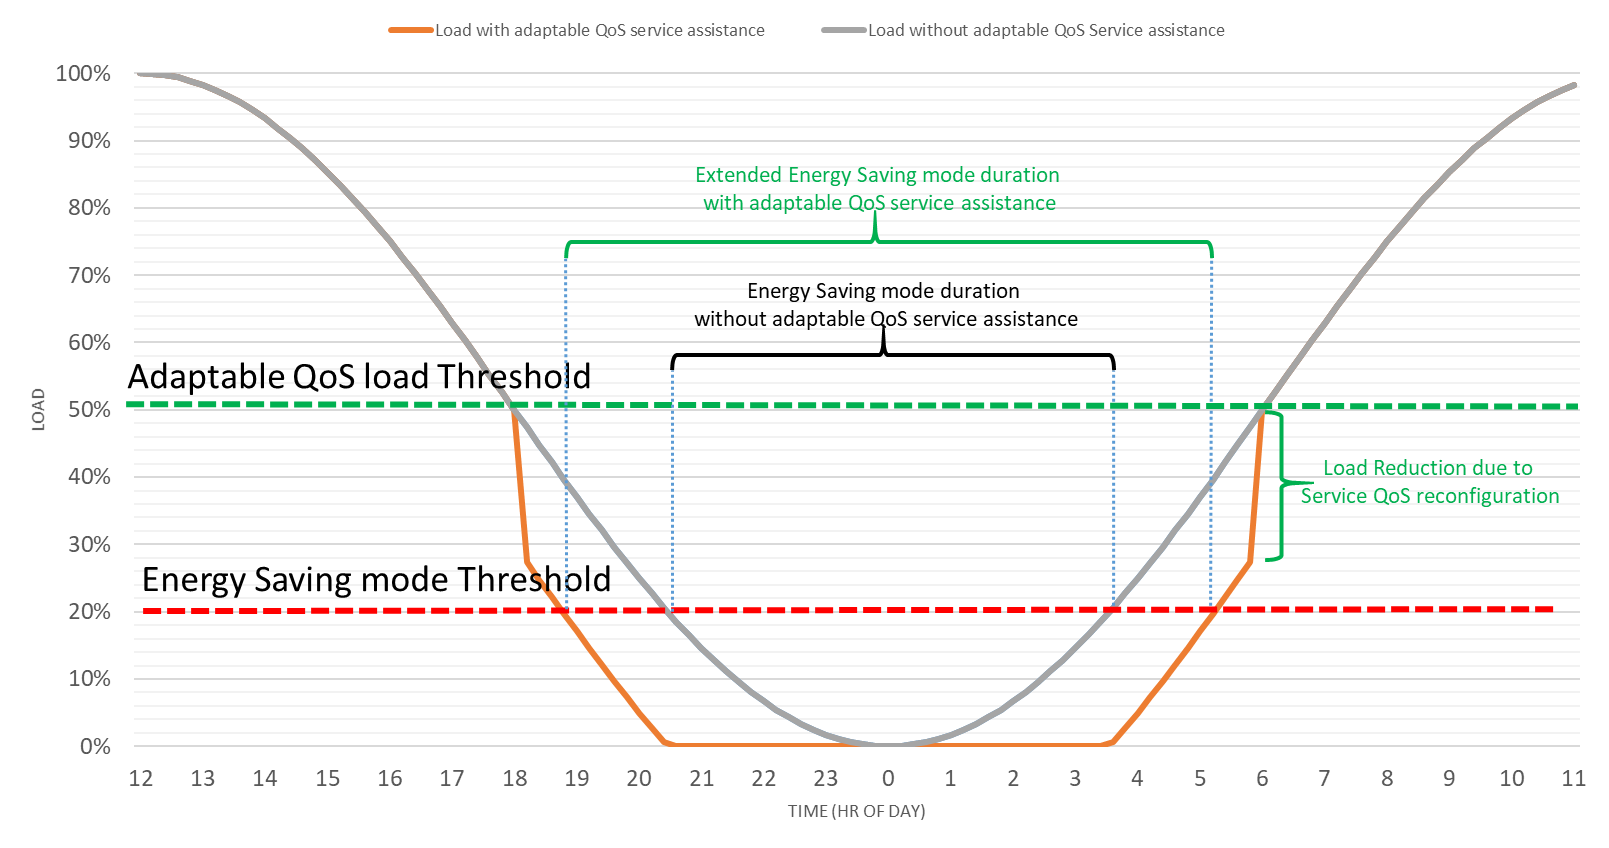 Load with adaptable QoS service assistance
Load without adaptable QoS Service assistance
100%
90%
80%
70%
60%
50%
40%
30%
20%
10%
0%
LOAD
Extended Energy Saving mode duration
with adaptable QoS service assistance
Energy Saving mode duration
without adaptable QoS service assistance
Adaptable QoS load Threshold
Load Reduction due to
Service QoS reconfiguration
Energy Saving mode Threshold
12 13 14 15 16 17 18 19 20 21 22 23 0 1 2 3 4 5 6 7 8 9 10 11
TIME (HR OF DAY)